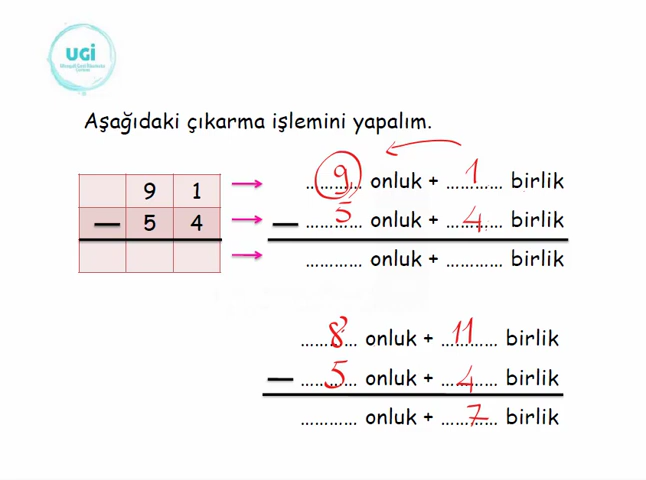 UGİ
Aşağıdaki çıkarma işlemini yapalım.
9 1 → 9 onluk + 1 birlik
— 5 4 → — 5 onluk + 4 birlik
→ ............ onluk + ............ birlik
8 onluk + 11 birlik
— 5 onluk + 4 birlik
............ onluk + 7 birlik